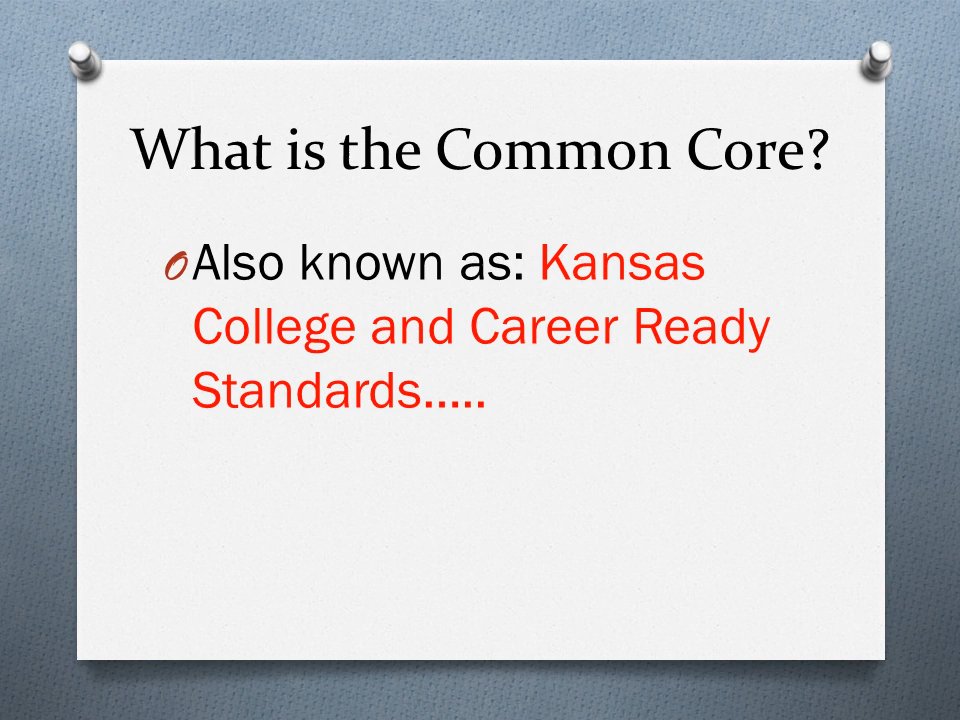 What is the Common Core?
Also known as: Kansas
College and Career Ready
Standards.....